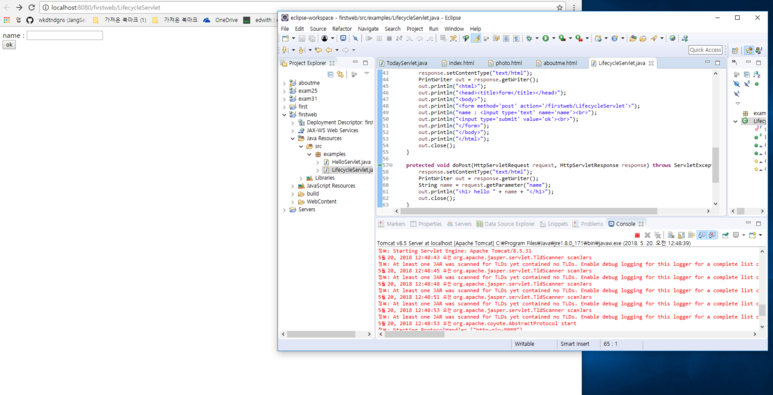 localhost:8080/firstweb/LifecycleServlet
앱
wkdtndgns (JangSo
가져온 북마크 (1)
가져온 북마크
OneDrive
edwith
name :
ok
eclipse-workspace - firstweb/src/examples/LifecycleServlet.java - Eclipse
File Edit Source Refactor Navigate Search Project Run Window Help
Quick Access
Project Explorer
aboutme
exam25
exam31
first
firstweb
Deployment Descriptor: first
JAX-WS Web Services
Java Resources
src
examples
HelloServlet.java
LifecycleServlet.ja
Libraries
JavaScript Resources
build
WebContent
Servers
TodayServlet.java
index.html
photo.html
aboutme.html
LifecycleServlet.java
43 response.setContentType("text/html");
44 PrintWriter out = response.getWriter();
45 out.println("<html>");
46 out.println("<head><title>form</title></head>");
47 out.println("<body>");
48 out.println("<form method='post' action='/firstweb/LifecycleServlet'>");
49 out.println("name : <input type='text' name='name'><br>");
50 out.println("<input type='submit' value='ok'><br>");
51 out.println("</form>");
52 out.println("</body>");
53 out.println("</html>");
54 out.close();
55 }
56
57 protected void doPost(HttpServletRequest request, HttpServletResponse response) throws ServletExcep
58 response.setContentType("text/html");
59 PrintWriter out = response.getWriter();
60 String name = request.getParameter("name");
61 out.println("<h1> hello " + name + "</h1>");
62 out.close();
63 }
exam
Lifecy
Markers
Properties
Servers
Data Source Explorer
Snippets
Problems
Console
Tomcat v8.5 Server at localhost [Apache Tomcat] C:\Program Files\Java\jre1.8.0_171\bin\javaw.exe (2018. 5. 20. 오전 12:48:39)
정보: Starting Servlet Engine: Apache Tomcat/8.5.31
5월 20, 2018 12:48:43 오전 org.apache.jasper.servlet.TldScanner scanJars
정보: At least one JAR was scanned for TLDs yet contained no TLDs. Enable debug logging for this logger for a complete list o
5월 20, 2018 12:48:45 오전 org.apache.jasper.servlet.TldScanner scanJars
정보: At least one JAR was scanned for TLDs yet contained no TLDs. Enable debug logging for this logger for a complete list o
5월 20, 2018 12:48:48 오전 org.apache.jasper.servlet.TldScanner scanJars
정보: At least one JAR was scanned for TLDs yet contained no TLDs. Enable debug logging for this logger for a complete list o
5월 20, 2018 12:48:51 오전 org.apache.jasper.servlet.TldScanner scanJars
정보: At least one JAR was scanned for TLDs yet contained no TLDs. Enable debug logging for this logger for a complete list o
5월 20, 2018 12:48:53 오전 org.apache.jasper.servlet.TldScanner scanJars
정보: At least one JAR was scanned for TLDs yet contained no TLDs. Enable debug logging for this logger for a complete list o
5월 20, 2018 12:48:53 오전 org.apache.coyote.AbstractProtocol start
정보: Starting ProtocolHandler ["http-nio-8080"]
Writable
Smart Insert
65 : 1